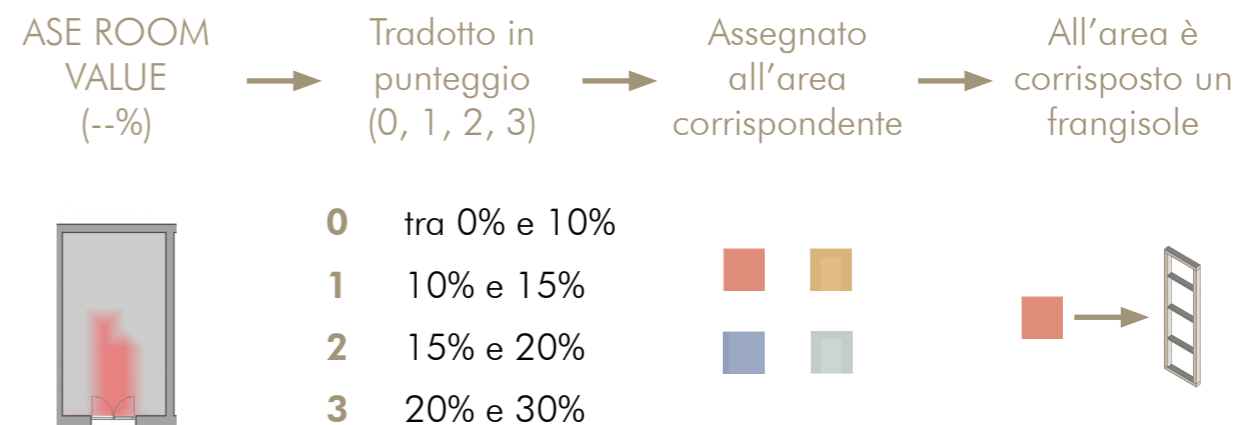 ASE ROOM
VALUE
(--%)
Tradotto in
punteggio
(0, 1, 2, 3)
Assegnato
all'area
corrispondente
All'area è
corrisposto un
frangisole
0 tra 0% e 10%
1 10% e 15%
2 15% e 20%
3 20% e 30%